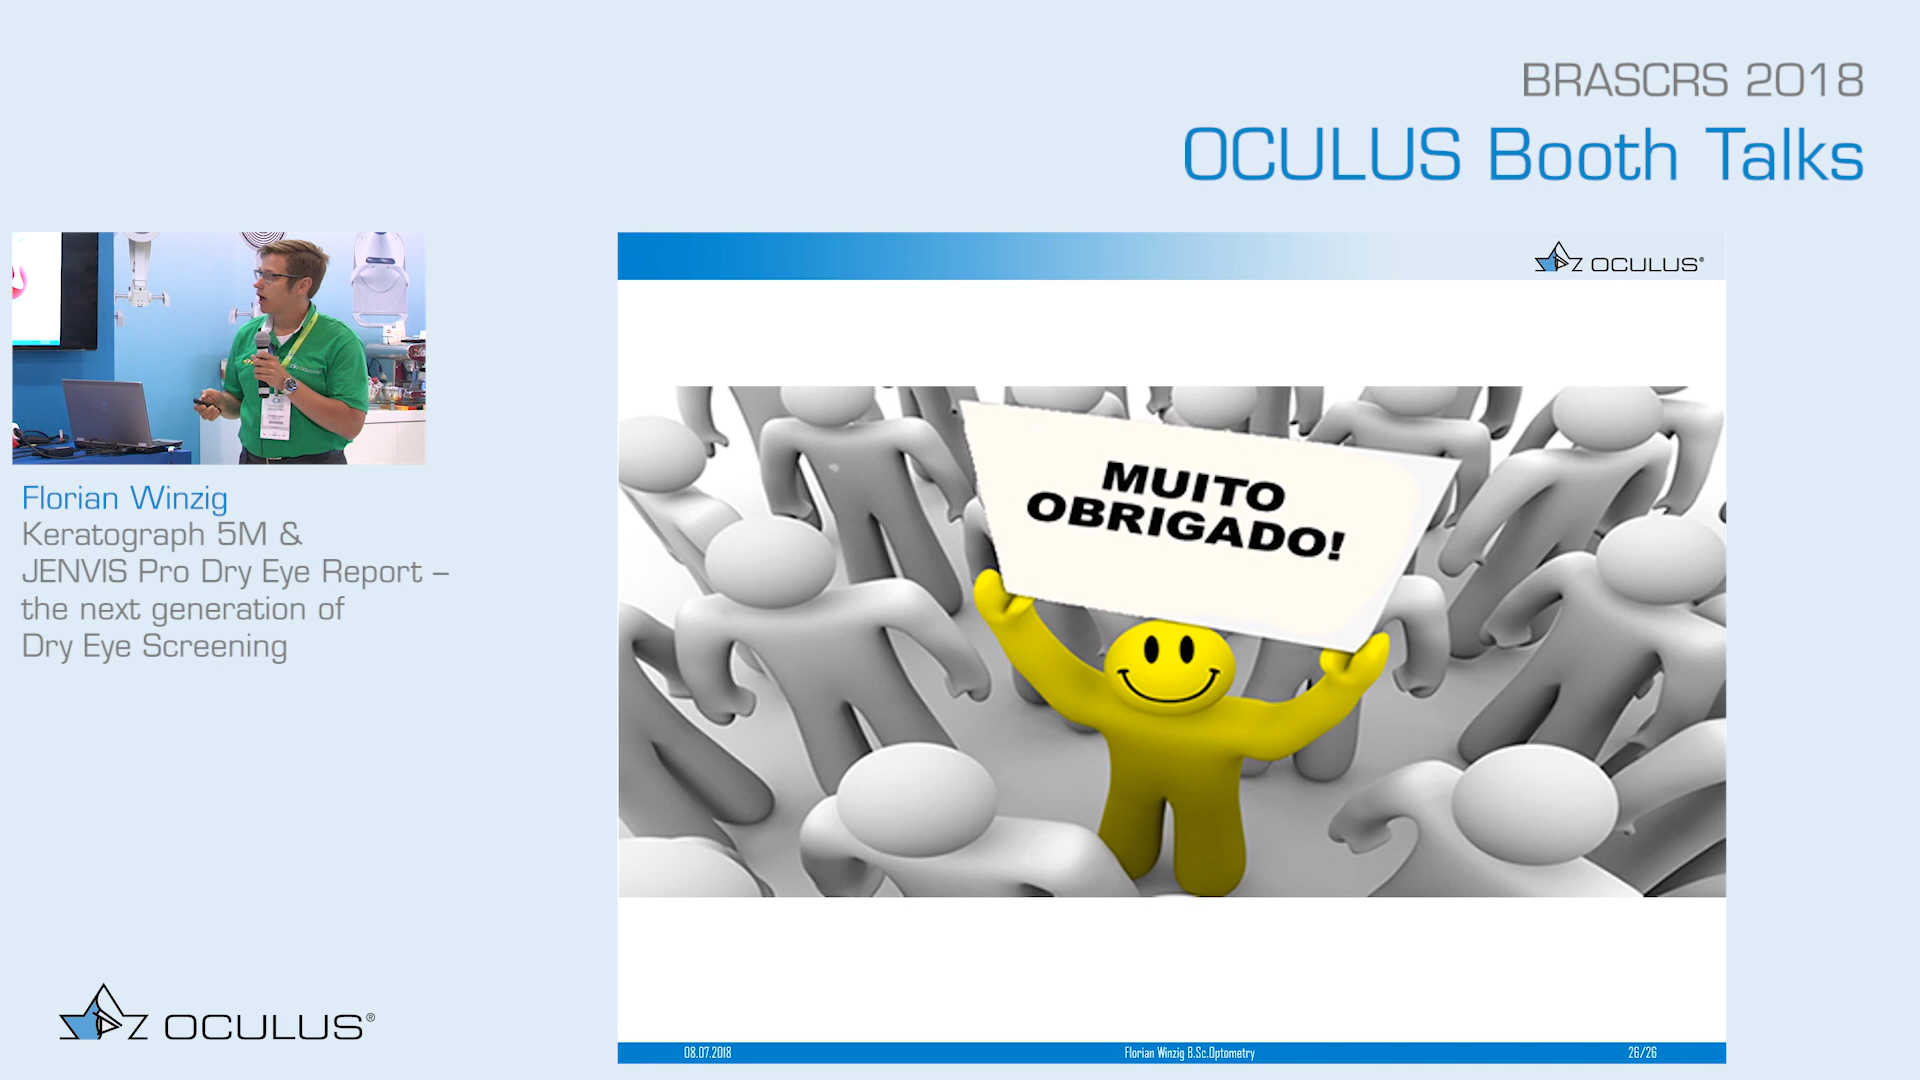 BRASCRS 2018
OCULUS Booth Talks
Florian Winzig
Keratograph 5M &
JENVIS Pro Dry Eye Report –
the next generation of
Dry Eye Screening
OCULUS®
OCULUS®
MUITO
OBRIGADO!
08.07.2018
Florian Winzig B.Sc.Optometry
26/26